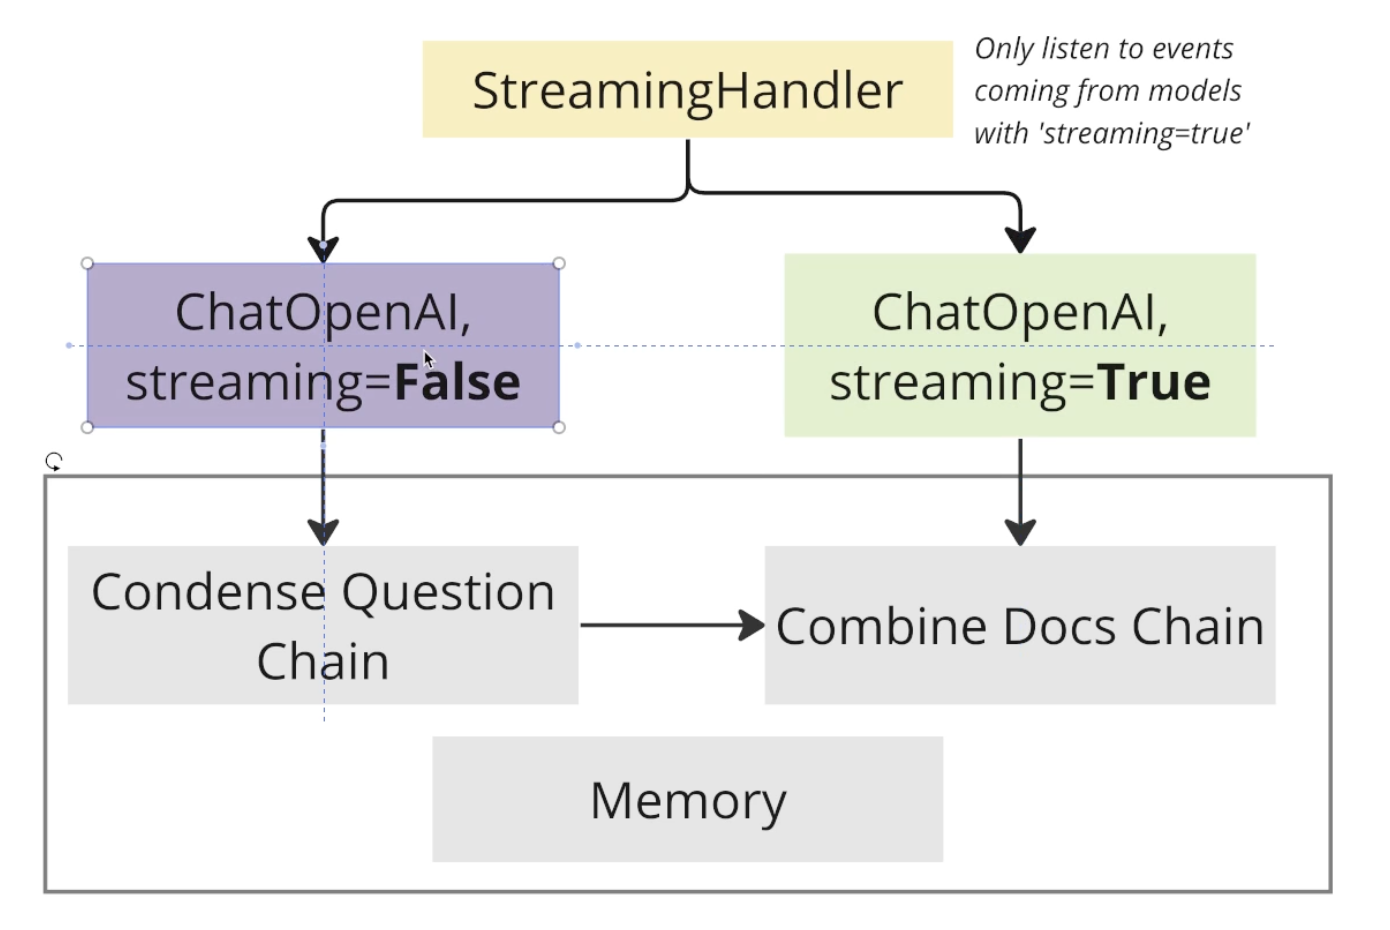 StreamingHandler
Only listen to events
coming from models
with 'streaming=true'
ChatOpenAI,
streaming=False
ChatOpenAI,
streaming=True
Condense Question
Chain
Combine Docs Chain
Memory